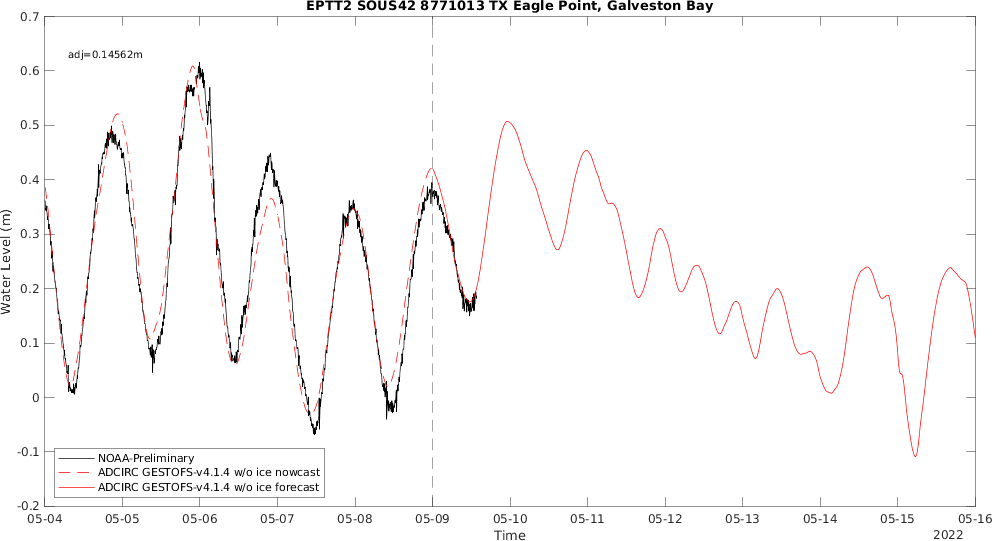 EPTT2 SOUS42 8771013 TX Eagle Point, Galveston Bay
adj=0.14562m
0.7
0.6
0.5
0.4
0.3
0.2
0.1
0
-0.1
-0.2
Water Level (m)
NOAA-Preliminary
ADCIRC GESTOFS-v4.1.4 w/o ice nowcast
ADCIRC GESTOFS-v4.1.4 w/o ice forecast
05-04 05-05 05-06 05-07 05-08 05-09 05-10 05-11 05-12 05-13 05-14 05-15 05-16
Time
2022